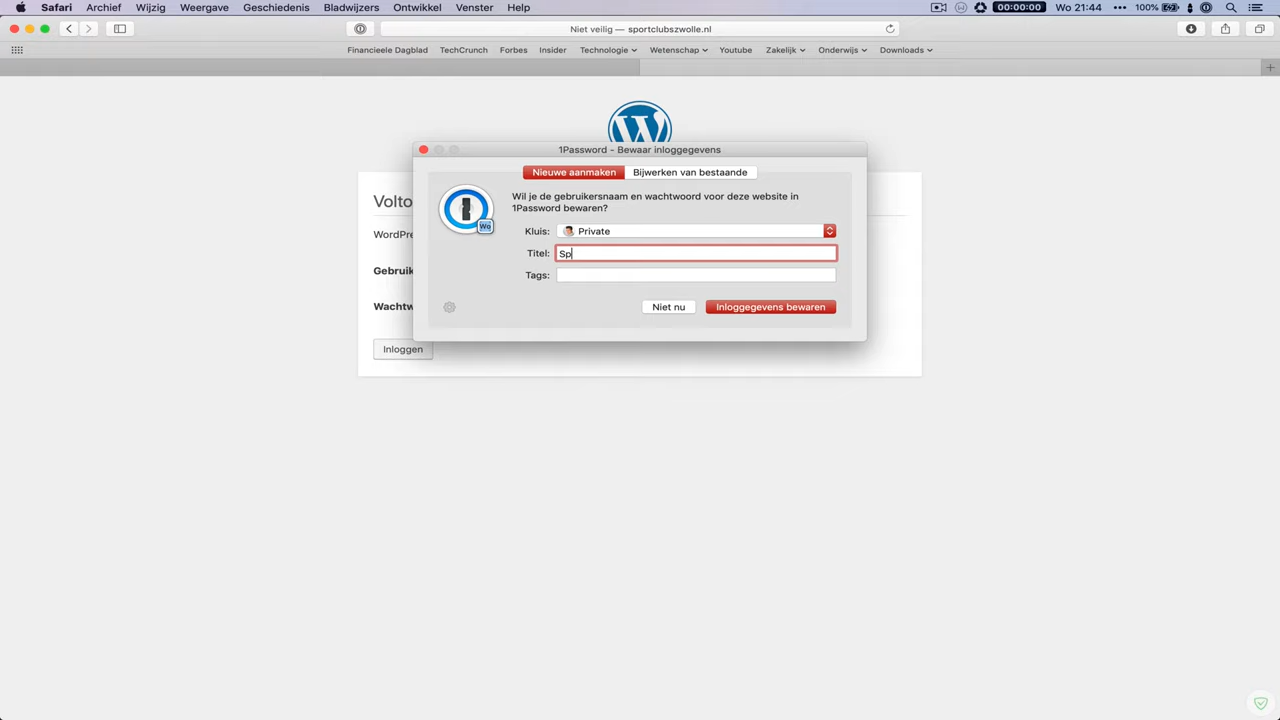 Safari Archief Wijzig Weergave Geschiedenis Bladwijzers Ontwikkel Venster Help 00:00:00 Wo 21:44 100%
Niet veilig — sportclubszwolle.nl
Financieele Dagblad TechCrunch Forbes Insider Technologie Wetenschap Youtube Zakelijk Onderwijs Downloads
1Password – Bewaar inloggegevens
Nieuwe aanmaken Bijwerken van bestaande
Wil je de gebruikersnaam en wachtwoord voor deze website in
1Password bewaren?
Kluis: Private
Titel: Sp
Tags:
Niet nu Inloggegevens bewaren
Volto
WordPre
Gebruik
Wachtw
Inloggen